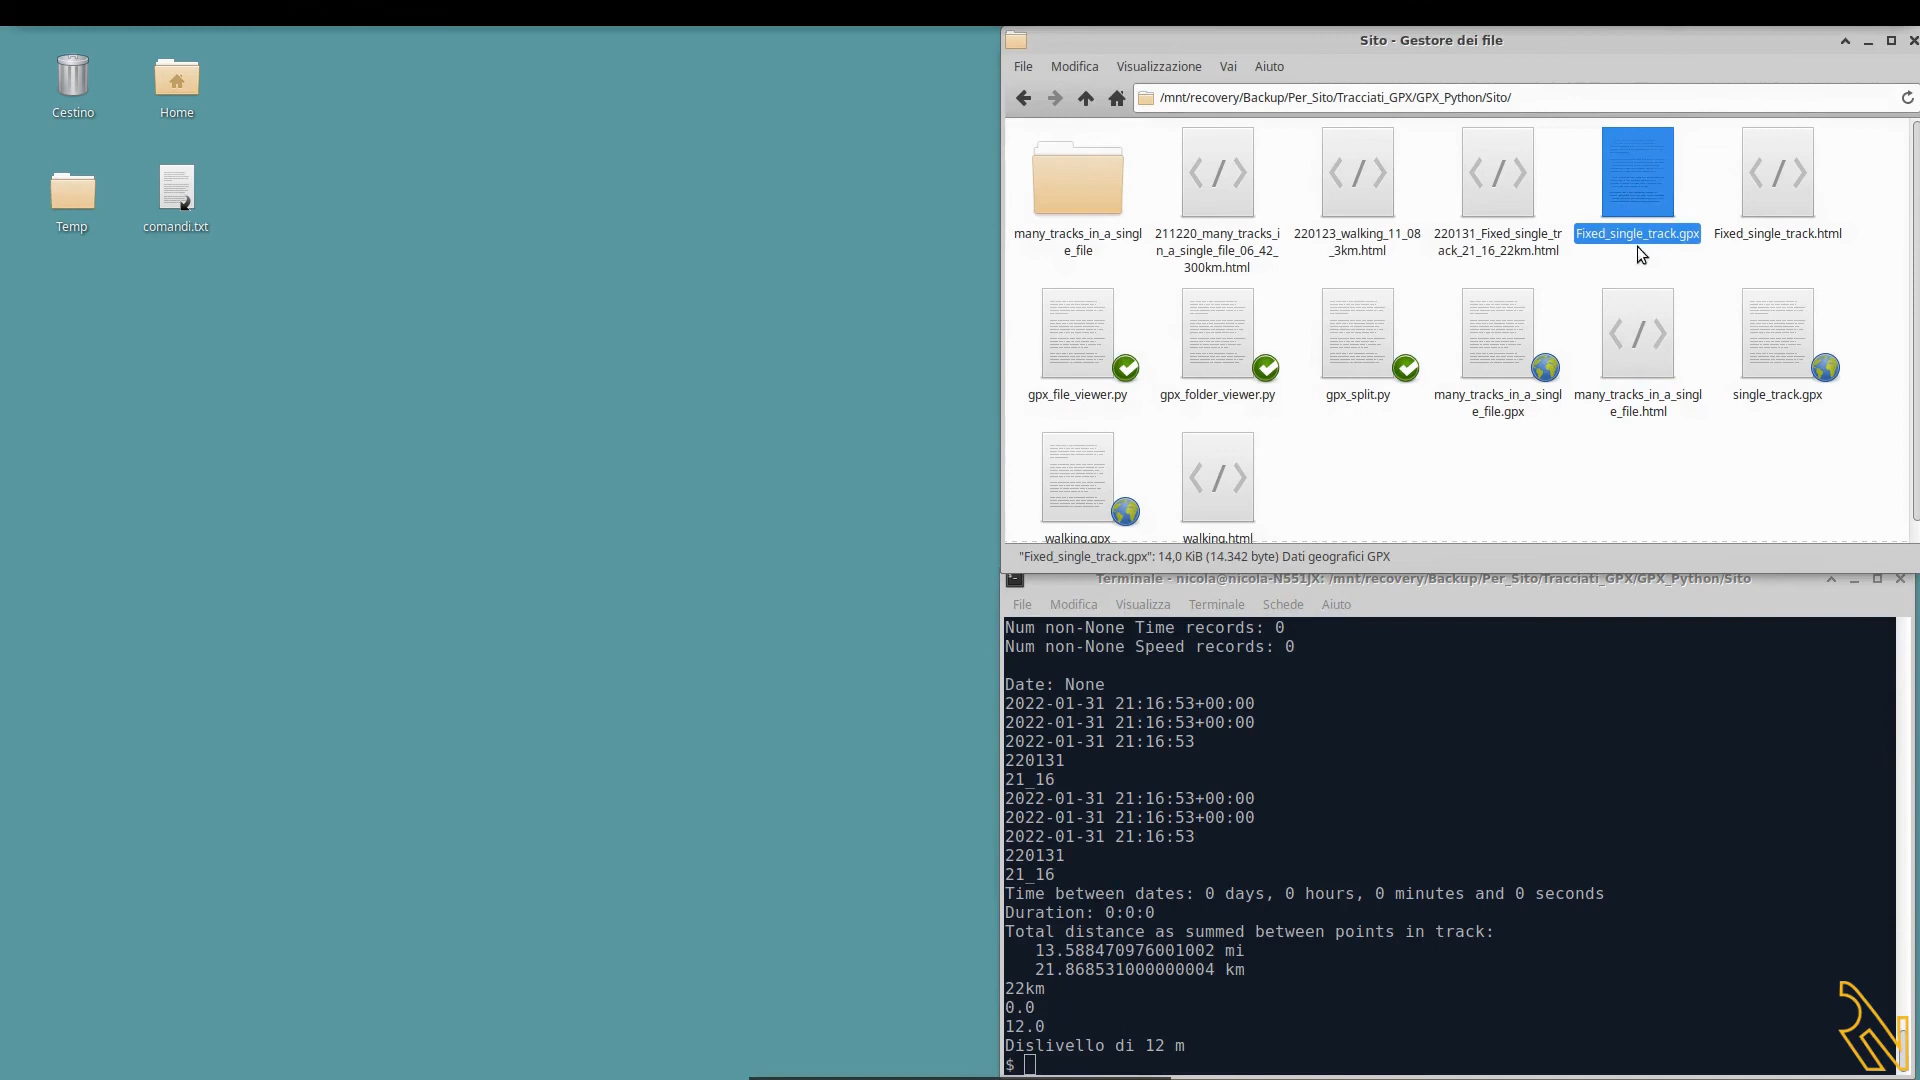 Cestino
Home
Temp
comandi.txt
Sito - Gestore dei file
File Modifica Visualizzazione Vai Aiuto
/mnt/recovery/Backup/Per_Sito/Tracciati_GPX/GPX_Python/Sito/
many_tracks_in_a_singl
e_file
211220_many_tracks_i
n_a_single_file_06_42_
300km.html
220123_walking_11_08
_3km.html
220131_Fixed_single_tr
ack_21_16_22km.html
Fixed_single_track.gpx
Fixed_single_track.html
gpx_file_viewer.py
gpx_folder_viewer.py
gpx_split.py
many_tracks_in_a_singl
e_file.gpx
many_tracks_in_a_singl
e_file.html
single_track.gpx
walking.gpx
walking.html
"Fixed_single_track.gpx": 14,0 KiB (14.342 byte) Dati geografici GPX
Terminale - nicola@nicola-N551JX: /mnt/recovery/Backup/Per_Sito/Tracciati_GPX/GPX_Python/Sito
File Modifica Visualizza Terminale Schede Aiuto
Num non-None Time records: 0
Num non-None Speed records: 0
Date: None
2022-01-31 21:16:53+00:00
2022-01-31 21:16:53+00:00
2022-01-31 21:16:53
220131
21_16
2022-01-31 21:16:53+00:00
2022-01-31 21:16:53+00:00
2022-01-31 21:16:53
220131
21_16
Time between dates: 0 days, 0 hours, 0 minutes and 0 seconds
Duration: 0:0:0
Total distance as summed between points in track:
13.588470976001002 mi
21.868531000000004 km
22km
0.0
12.0
Dislivello di 12 m
$